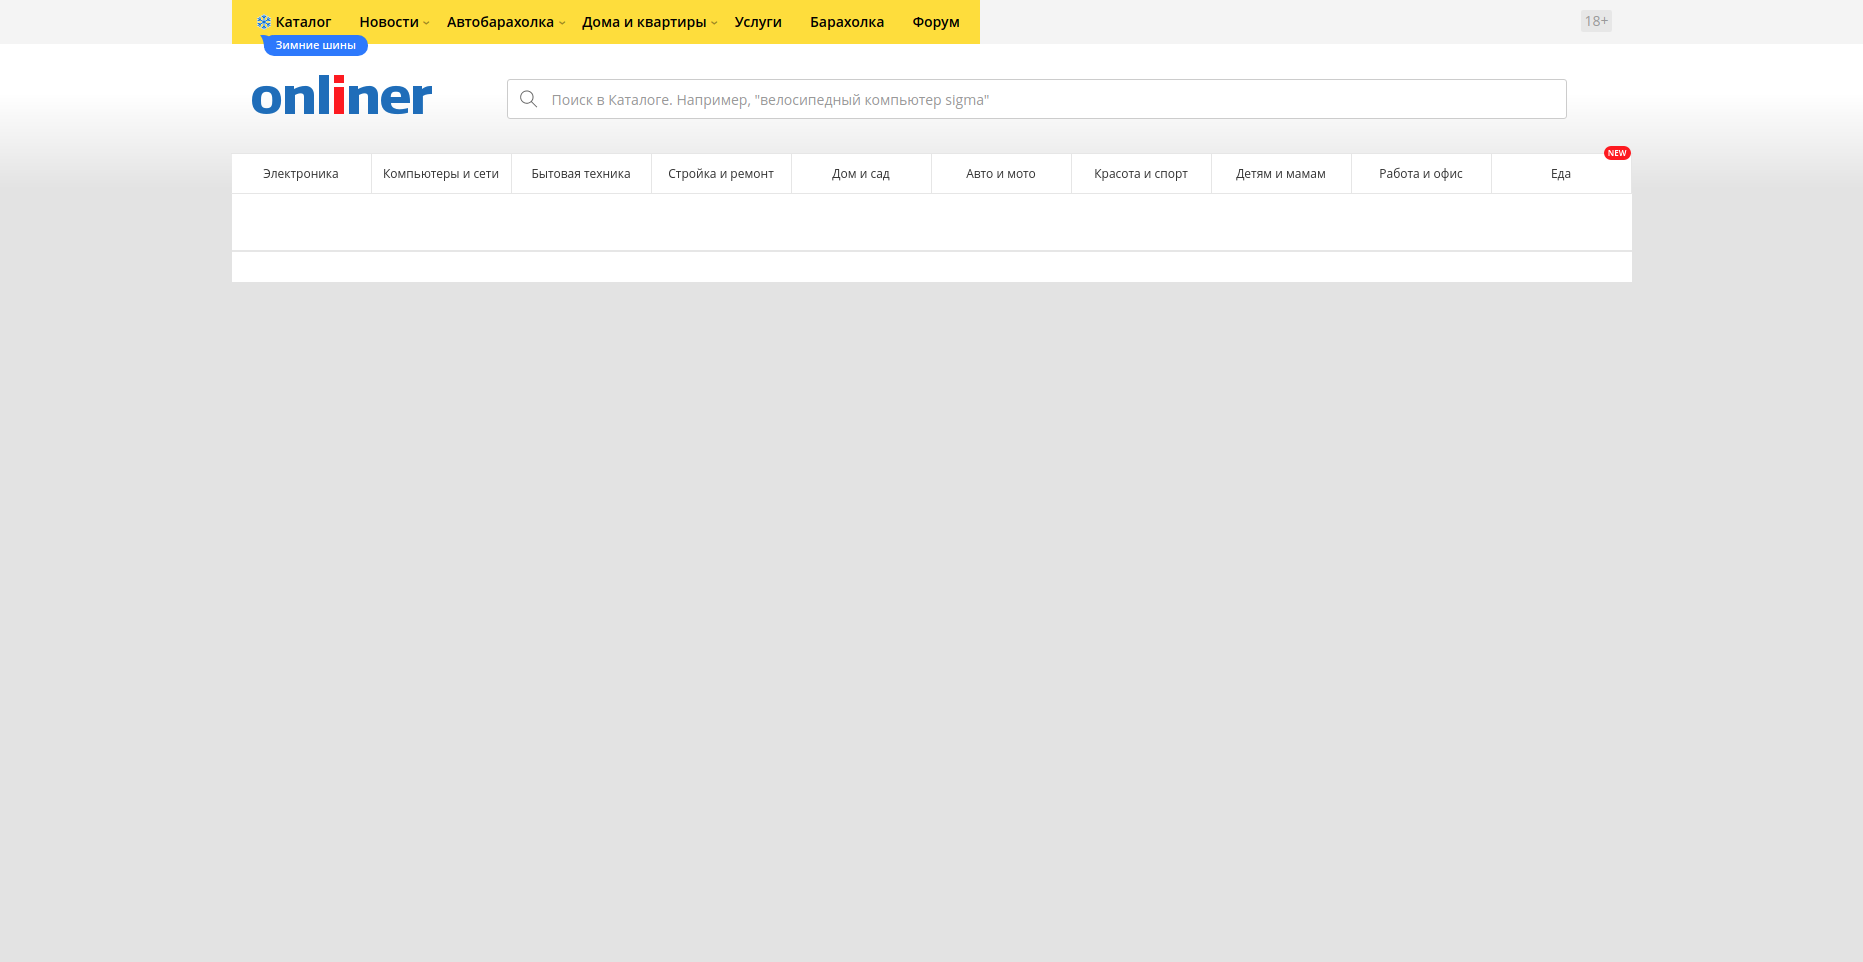 Каталог Новости Автобарахолка Дома и квартиры Услуги Барахолка Форум 18+
Зимние шины
onliner
Поиск в Каталоге. Например, "велосипедный компьютер sigma"
NEW
Электроника Компьютеры и сети Бытовая техника Стройка и ремонт Дом и сад Авто и мото Красота и спорт Детям и мамам Работа и офис Еда